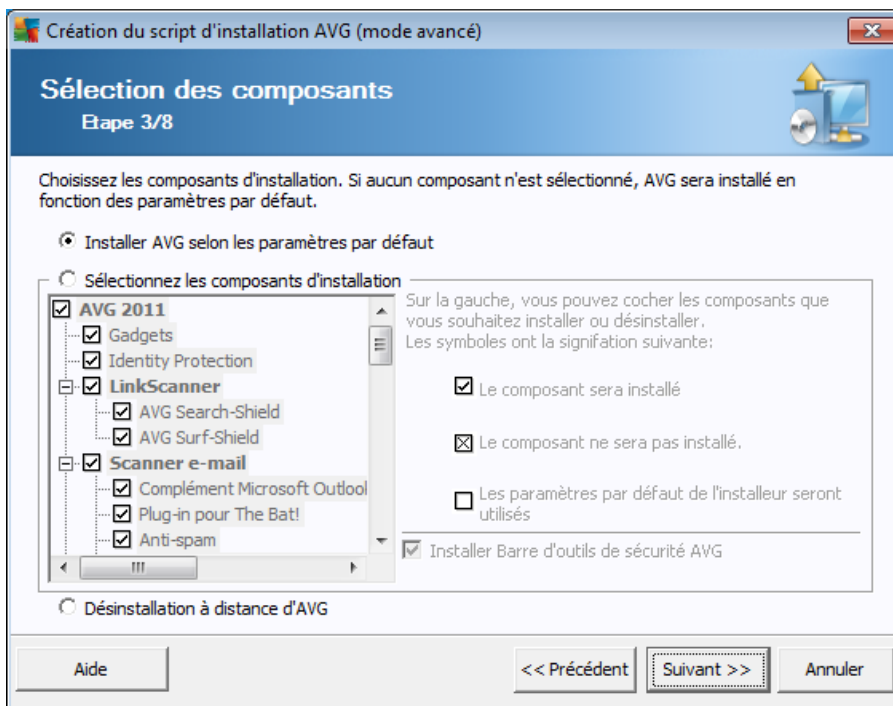 Création du script d'installation AVG (mode avancé)
Sélection des composants
Etape 3/8
Choisissez les composants d'installation. Si aucun composant n'est sélectionné, AVG sera installé en
fonction des paramètres par défaut.
Installer AVG selon les paramètres par défaut
Sélectionnez les composants d'installation
AVG 2011
Gadgets
Identity Protection
LinkScanner
AVG Search-Shield
AVG Surf-Shield
Scanner e-mail
Complément Microsoft Outlool
Plug-in pour The Bat!
Anti-spam
Sur la gauche, vous pouvez cocher les composants que
vous souhaitez installer ou désinstaller.
Les symboles ont la signifation suivante:
Le composant sera installé
Le composant ne sera pas installé.
Les paramètres par défaut de l'installeur seront
utilisés
Installer Barre d'outils de sécurité AVG
Désinstallation à distance d'AVG
Aide
<< Précédent
Suivant >>
Annuler